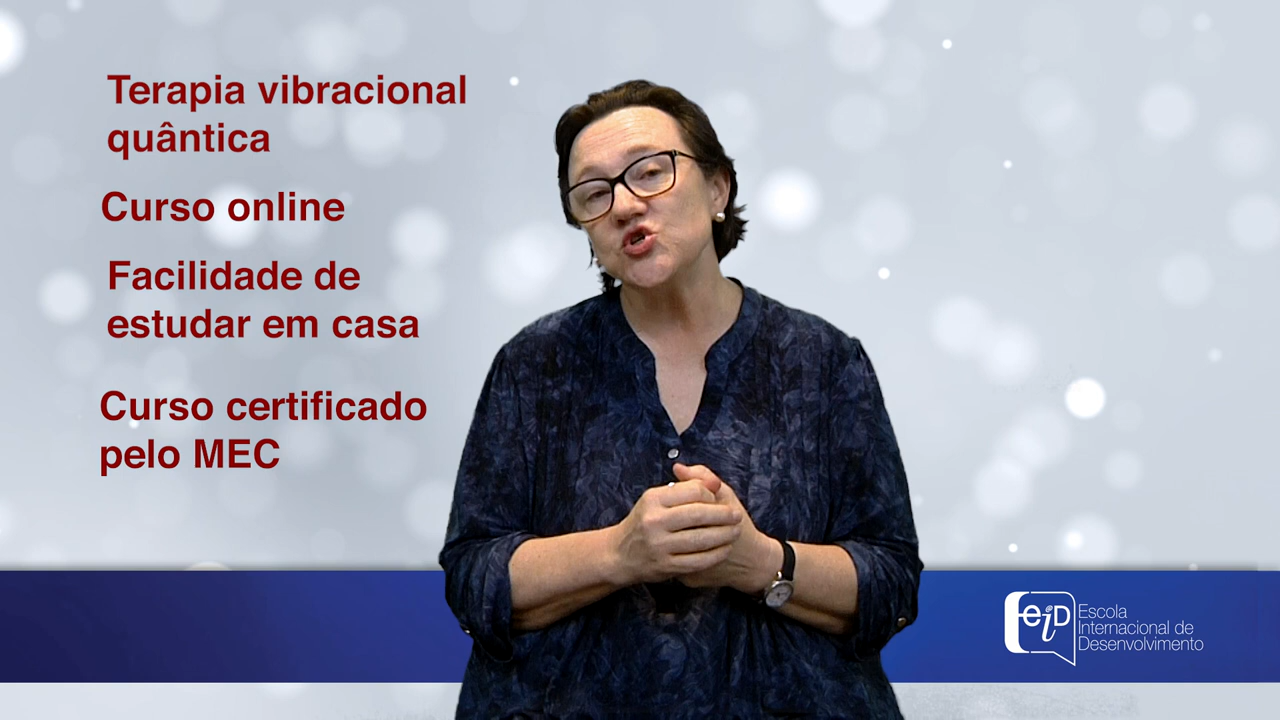 Terapia vibracional
quântica
Curso online
Facilidade de
estudar em casa
Curso certificado
pelo MEC
eiD
Escola
Internacional de
Desenvolvimento